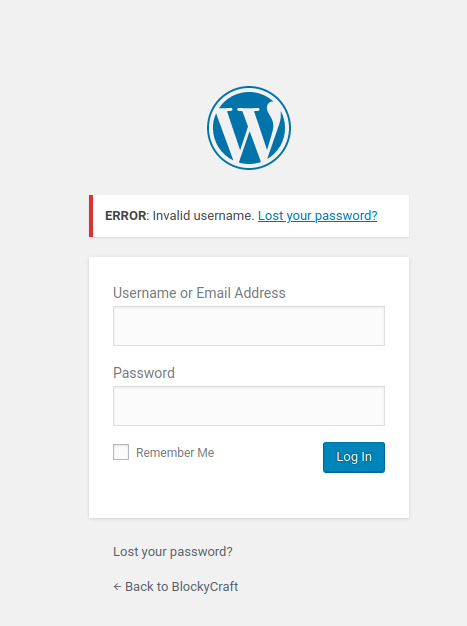 ERROR: Invalid username. Lost your password?
Username or Email Address
Password
Remember Me
Log In
Lost your password?
← Back to BlockyCraft